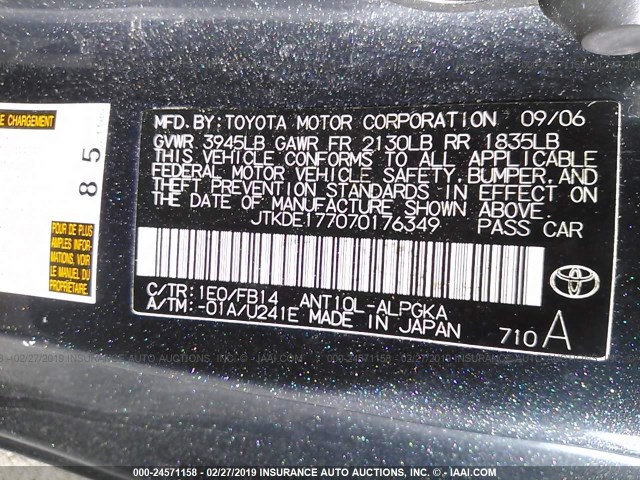 E CHARGEMENT
8 5
POUR DE PLUS
AMPLES INFOR-
MATIONS, VOIR
LE MANUEL DU
MFD. BY: TOYOTA MOTOR CORPORATION 09/06
GVWR 3945LB GAWR FR 2130LB RR 1835LB
THIS VEHICLE CONFORMS TO ALL APPLICABLE
FEDERAL MOTOR VEHICLE SAFETY, BUMPER, AND
THEFT PREVENTION STANDARDS IN EFFECT ON
THE DATE OF MANUFACTURE SHOWN ABOVE.
JTKDE177070176349 PASS CAR
C/TR: 1E0/FB14 ANT10L-ALPGKA
A/TM: -01A/U241E MADE IN JAPAN
TOYOTA
710 A
000-24571158 - 02/27/2019 INSURANCE AUTO AUCTIONS, INC. - IAAI.COM